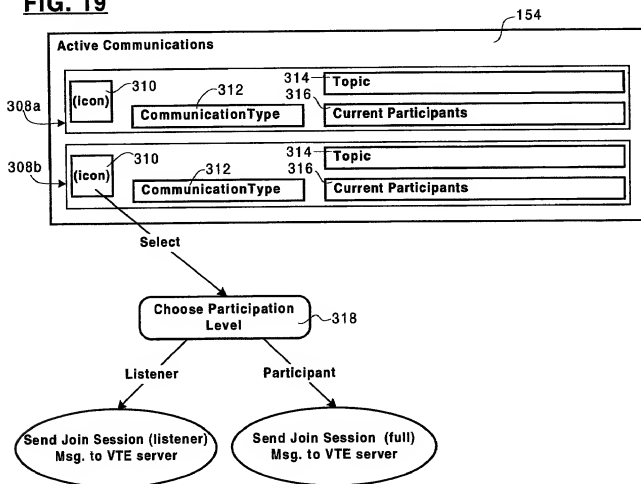 FIG. 19
154
Active Communications
308a
(icon)
310
312
CommunicationType
314
Topic
316
Current Participants
308b
(icon)
310
312
CommunicationType
314
Topic
316
Current Participants
Select
Choose Participation
Level
318
Listener
Participant
Send Join Session (listener)
Msg. to VTE server
Send Join Session (full)
Msg. to VTE server